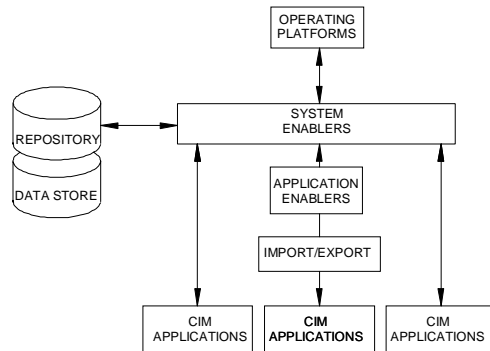 OPERATING
PLATFORMS
SYSTEM
ENABLERS
REPOSITORY
DATA STORE
APPLICATION
ENABLERS
IMPORT/EXPORT
CIM
APPLICATIONS
CIM
APPLICATIONS
CIM
APPLICATIONS